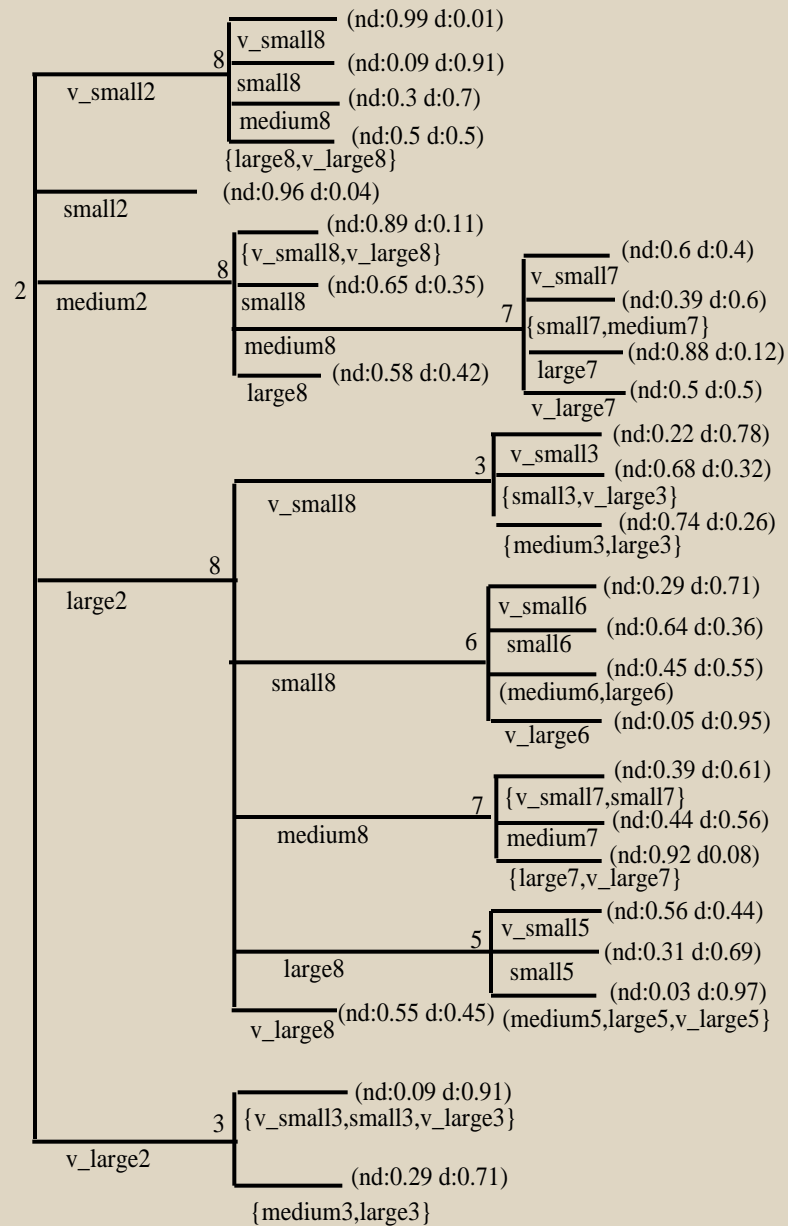 (nd:0.99 d:0.01)
v_small8
8
(nd:0.09 d:0.91)
small8
v_small2
(nd:0.3 d:0.7)
medium8
(nd:0.5 d:0.5)
{large8,v_large8}
(nd:0.96 d:0.04)
small2
(nd:0.89 d:0.11)
{v_small8,v_large8}
8
(nd:0.65 d:0.35)
small8
2
medium2
medium8
(nd:0.58 d:0.42)
large8
(nd:0.6 d:0.4)
v_small7
(nd:0.39 d:0.6)
7
{small7,medium7}
(nd:0.88 d:0.12)
large7
(nd:0.5 d:0.5)
v_large7
(nd:0.22 d:0.78)
v_small3
3
(nd:0.68 d:0.32)
v_small8
{small3,v_large3}
(nd:0.74 d:0.26)
{medium3,large3}
8
large2
(nd:0.29 d:0.71)
v_small6
(nd:0.64 d:0.36)
6
small6
small8
(nd:0.45 d:0.55)
(medium6,large6)
(nd:0.05 d:0.95)
v_large6
(nd:0.39 d:0.61)
{v_small7,small7}
7
(nd:0.44 d:0.56)
medium8
medium7
(nd:0.92 d0.08)
{large7,v_large7}
(nd:0.56 d:0.44)
v_small5
5
(nd:0.31 d:0.69)
large8
small5
(nd:0.03 d:0.97)
(nd:0.55 d:0.45)
v_large8
(medium5,large5,v_large5}
(nd:0.09 d:0.91)
{v_small3,small3,v_large3}
3
v_large2
(nd:0.29 d:0.71)
{medium3,large3}